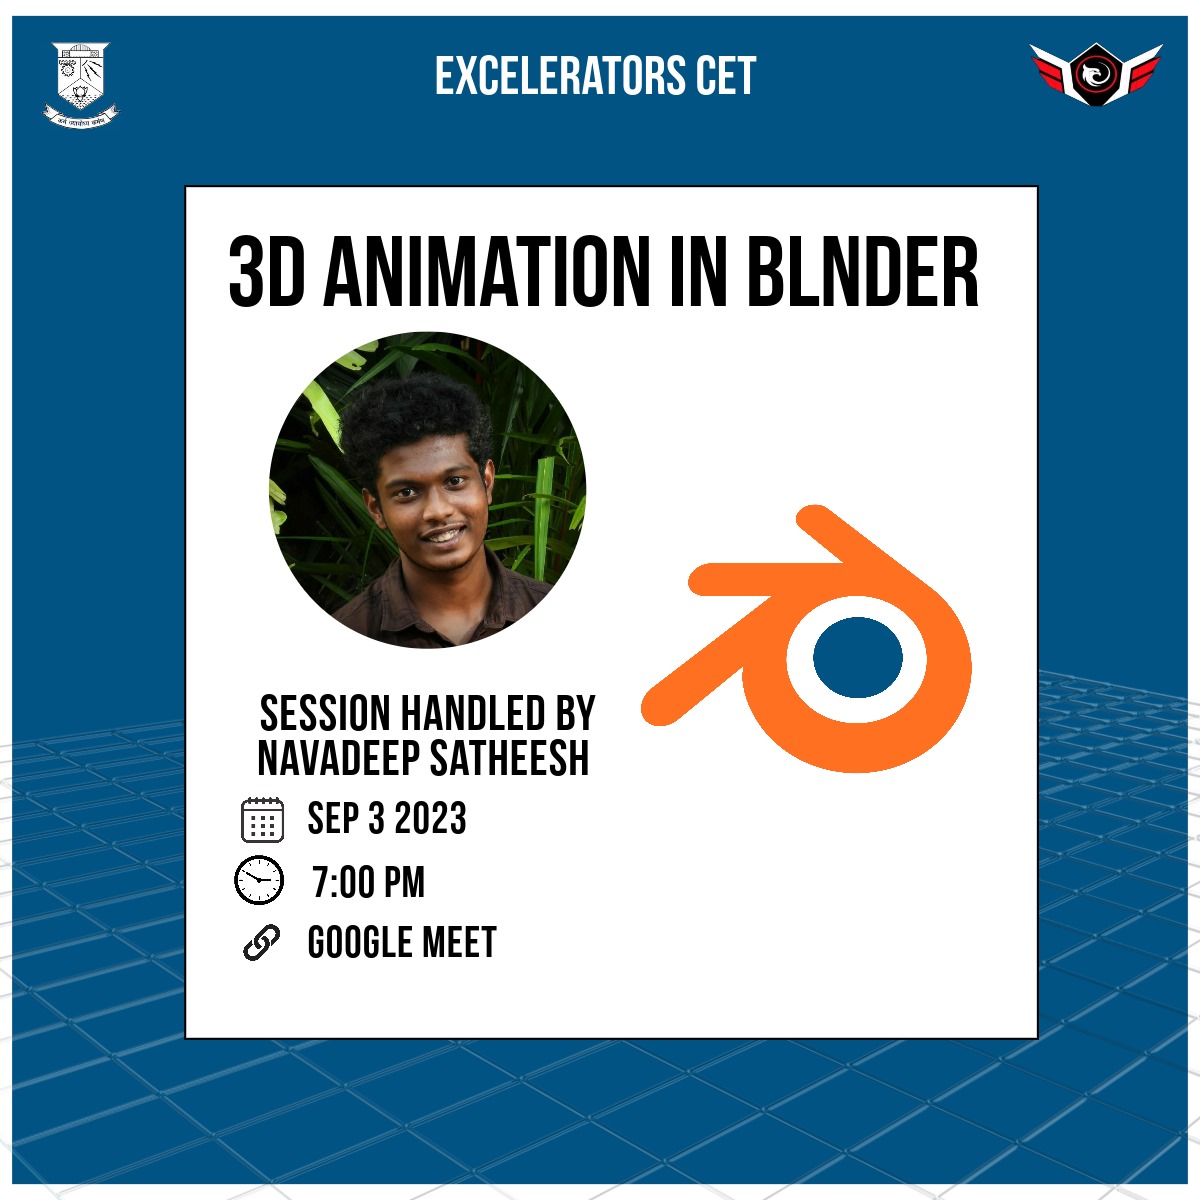 EXCELERATORS CET
3D ANIMATION IN BLNDER
SESSION HANDLED BY
NAVADEEP SATHEESH
SEP 3 2023
7:00 PM
GOOGLE MEET